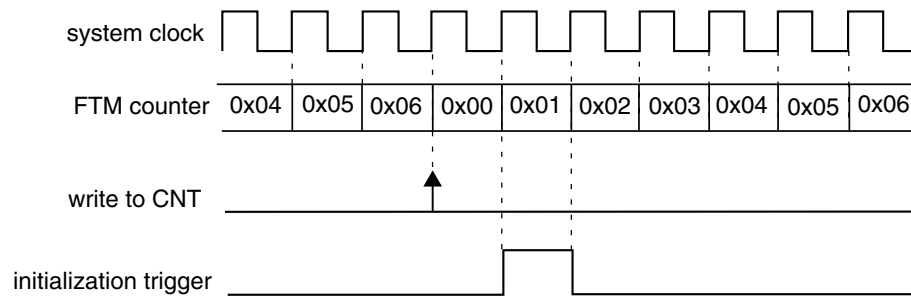 system clock
FTM counter 0x04 0x05 0x06 0x00 0x01 0x02 0x03 0x04 0x05 0x06
write to CNT
initialization trigger